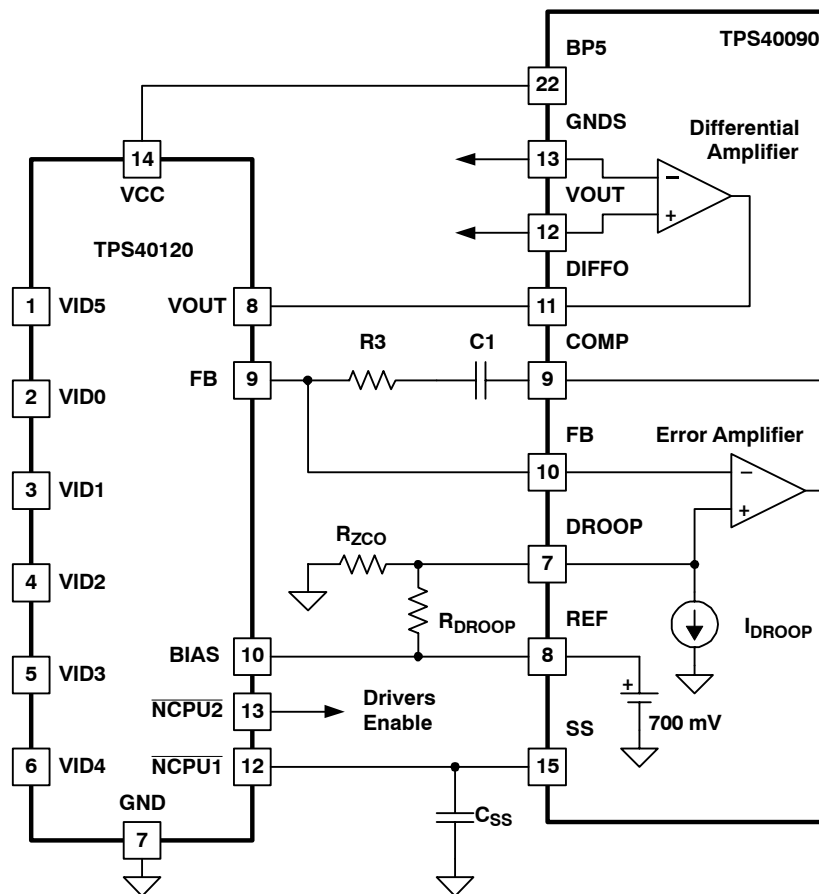 BP5
TPS40090
22
GNDS
Differential
Amplifier
14
13
VCC
VOUT
12
TPS40120
DIFFO
1
VID5
VOUT
8
11
R3
C1
COMP
FB
9
9
2
VID0
FB
Error Amplifier
10
3
VID1
DROOP
RZCO
7
4
VID2
RDROOP
REF
IDROOP
BIAS
10
8
5
VID3
NCPU2
13
Drivers
Enable
700 mV
SS
6
VID4
NCPU1
12
15
GND
CSS
7